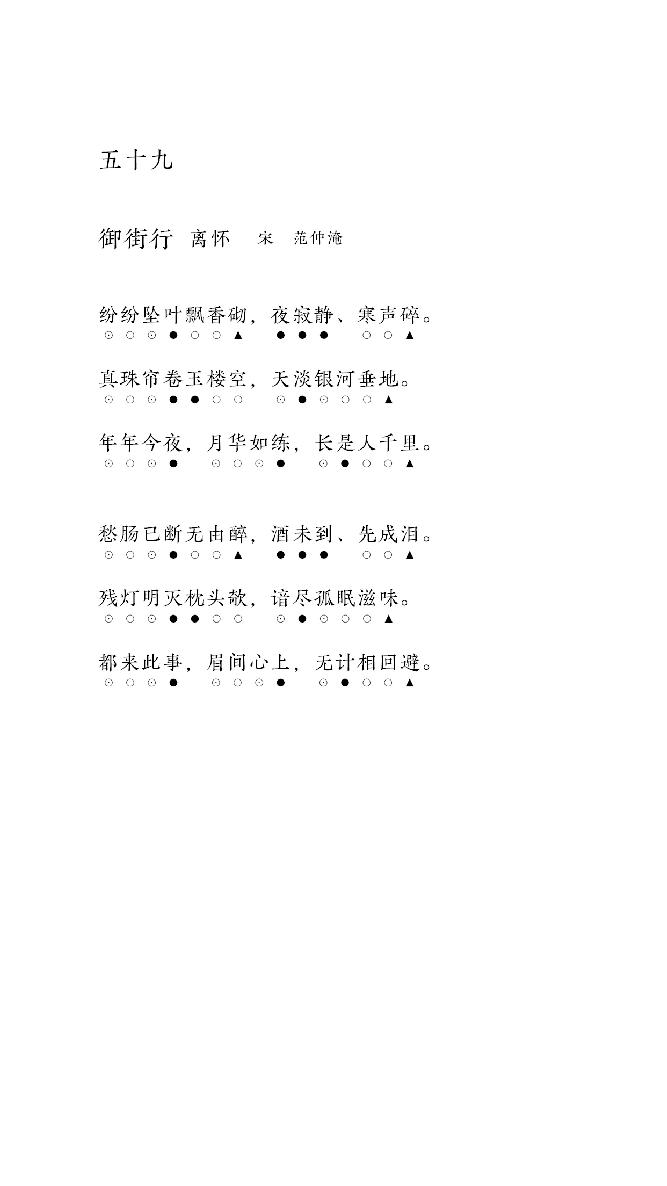 五十九
御街行 离怀 宋 范仲淹
纷纷坠叶飘香砌，夜寂静、寒声碎。
⊙○⊙●○○▲ ●●● ○○▲
真珠帘卷玉楼空，天淡银河垂地。
⊙○⊙●●○○ ⊙●⊙○○▲
年年今夜，月华如练，长是人千里。
⊙○⊙● ⊙○⊙● ⊙●○○▲
愁肠已断无由醉，酒未到、先成泪。
⊙○⊙●○○▲ ●●● ○○▲
残灯明灭枕头欹，谙尽孤眠滋味。
⊙○⊙●●○○ ⊙●⊙○○▲
都来此事，眉间心上，无计相回避。
⊙○⊙● ⊙○⊙● ⊙●○○▲